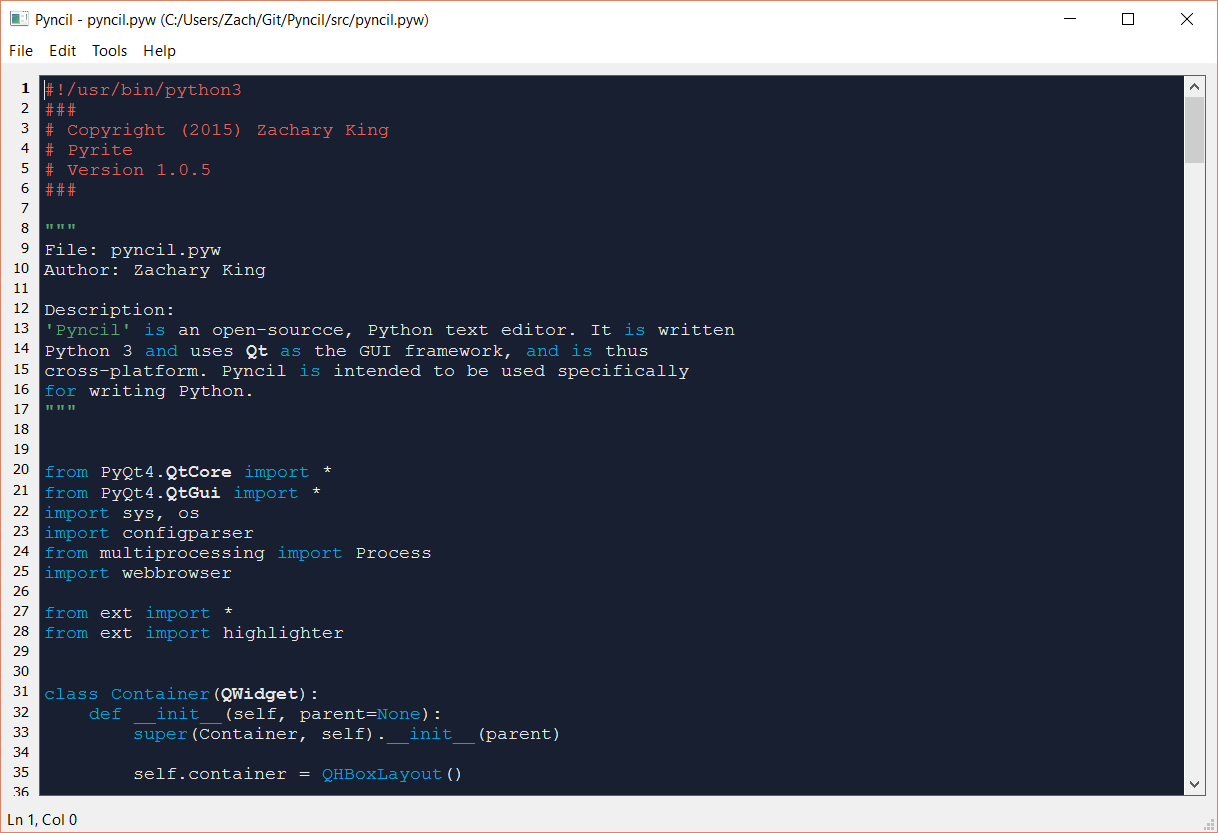 Pyncil - pyncil.pyw (C:/Users/Zach/Git/Pyncil/src/pyncil.pyw)
File Edit Tools Help
1 #!/usr/bin/python3
2 ###
3 # Copyright (2015) Zachary King
4 # Pyrite
5 # Version 1.0.5
6 ###
7
8 """
9 File: pyncil.pyw
10 Author: Zachary King
11
12 Description:
13 'Pyncil' is an open-sourcce, Python text editor. It is written
14 Python 3 and uses Qt as the GUI framework, and is thus
15 cross-platform. Pyncil is intended to be used specifically
16 for writing Python.
17 """
18
19
20 from PyQt4.QtCore import *
21 from PyQt4.QtGui import *
22 import sys, os
23 import configparser
24 from multiprocessing import Process
25 import webbrowser
26
27 from ext import *
28 from ext import highlighter
29
30
31 class Container(QWidget):
32     def __init__(self, parent=None):
33         super(Container, self).__init__(parent)
34
35         self.container = QHBoxLayout()
36
Ln 1, Col 0